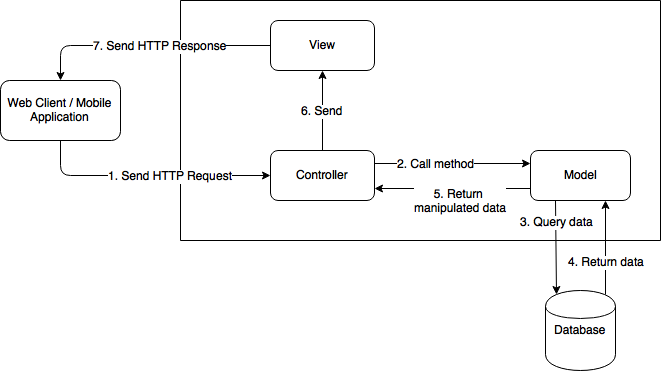 7. Send HTTP Response
View
Web Client / Mobile
Application
6. Send
1. Send HTTP Request
Controller
2. Call method
Model
5. Return
manipulated data
3. Query data
4. Return data
Database